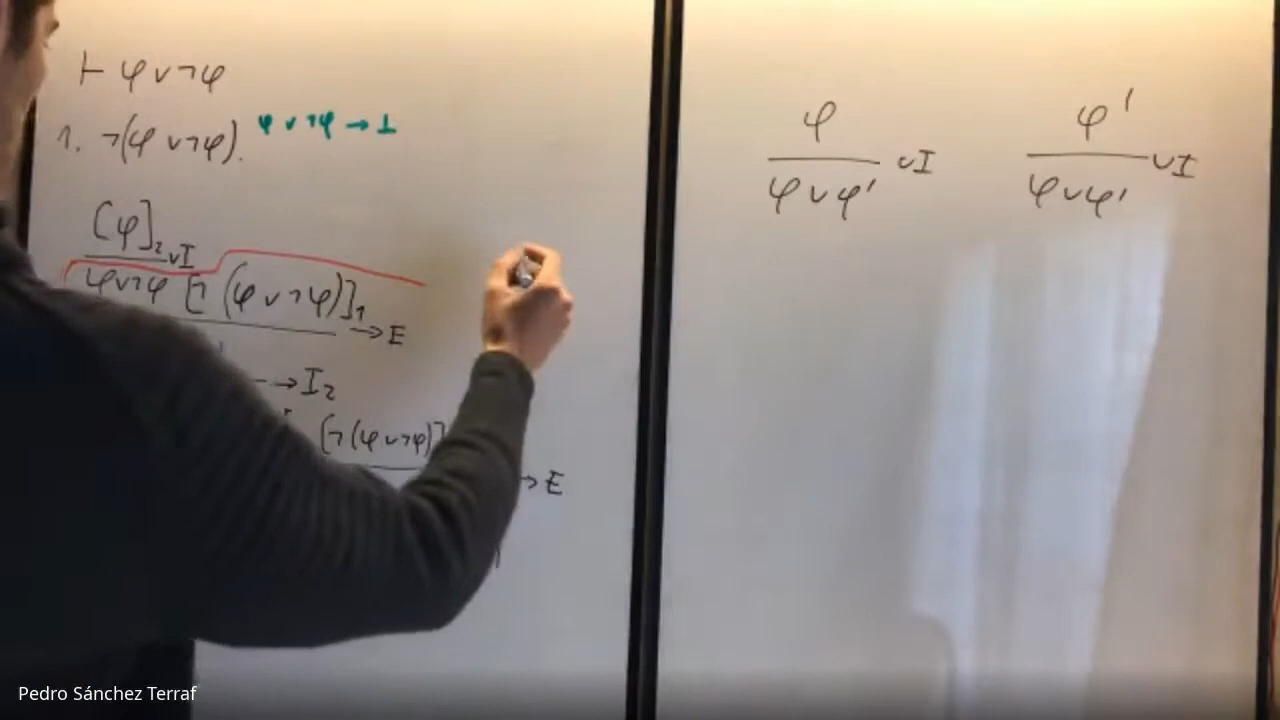 ⊢ φ ∨ ¬φ
1. ¬(φ ∨ ¬φ). φ ∨ ¬φ → ⊥
[φ]₂
∨I
φ∨¬φ [¬(φ ∨ ¬φ)]₁
→E
→I₂
[¬(φ ∨ ¬φ)]
→E
φ
φ ∨ φ'
∨I
φ'
φ ∨ φ'
∨I
Pedro Sánchez Terraf